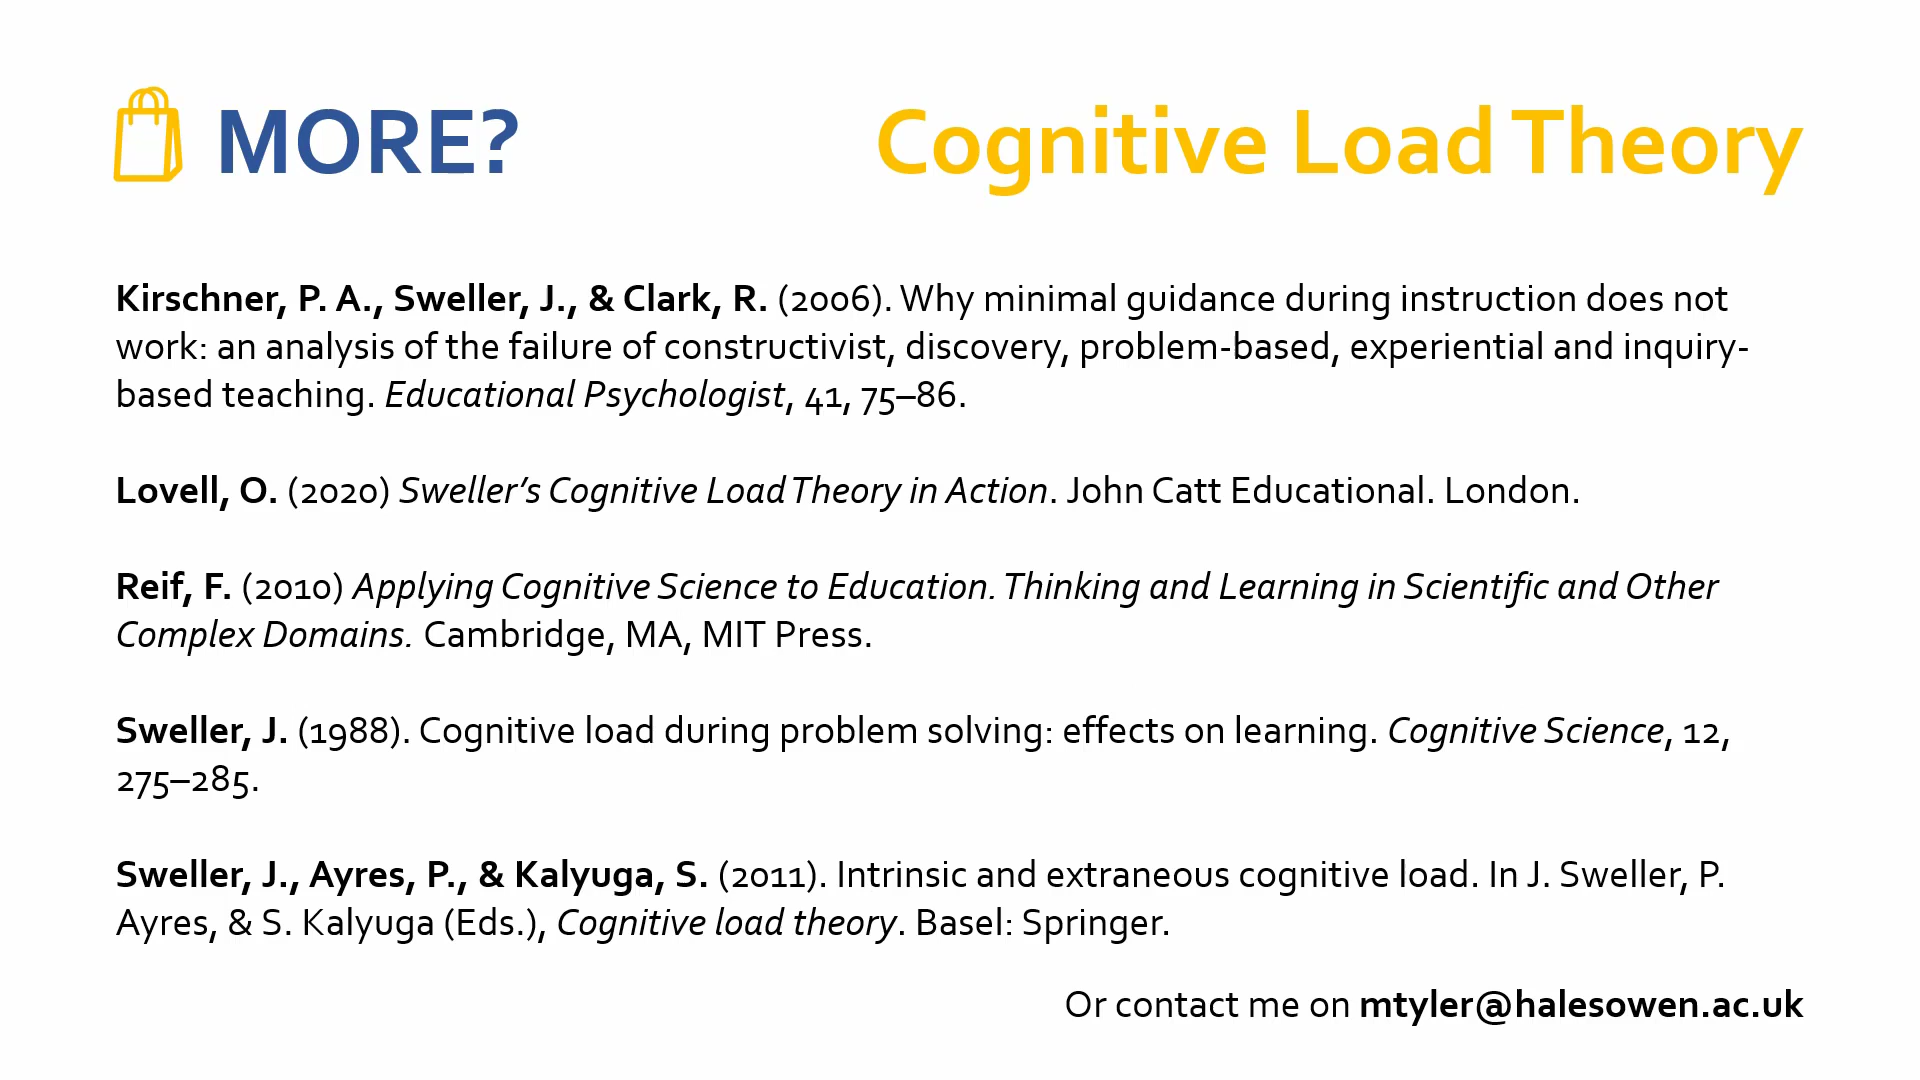 MORE?
Cognitive Load Theory
Kirschner, P. A., Sweller, J., & Clark, R. (2006). Why minimal guidance during instruction does not
work: an analysis of the failure of constructivist, discovery, problem-based, experiential and inquiry-
based teaching. Educational Psychologist, 41, 75–86.
Lovell, O. (2020) Sweller’s Cognitive Load Theory in Action. John Catt Educational. London.
Reif, F. (2010) Applying Cognitive Science to Education. Thinking and Learning in Scientific and Other
Complex Domains. Cambridge, MA, MIT Press.
Sweller, J. (1988). Cognitive load during problem solving: effects on learning. Cognitive Science, 12,
275–285.
Sweller, J., Ayres, P., & Kalyuga, S. (2011). Intrinsic and extraneous cognitive load. In J. Sweller, P.
Ayres, & S. Kalyuga (Eds.), Cognitive load theory. Basel: Springer.
Or contact me on mtyler@halesowen.ac.uk